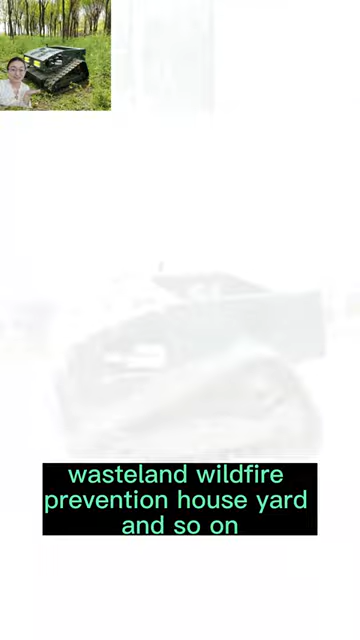 wasteland wildfire
prevention house yard
and so on